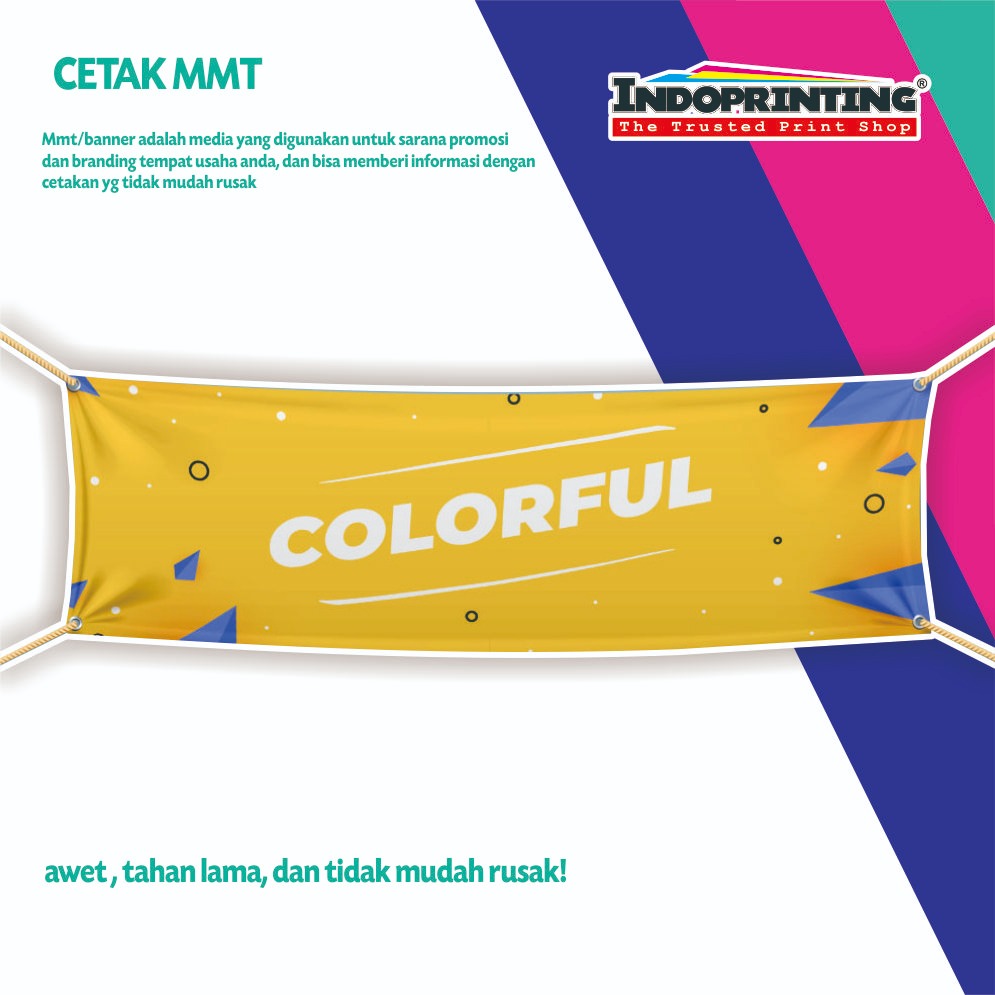 CETAK MMT
INDOPRINTING®
The Trusted Print Shop
Mmt/banner adalah media yang digunakan untuk sarana promosi
dan branding tempat usaha anda, dan bisa memberi informasi dengan
cetakan yg tidak mudah rusak
COLORFUL
awet , tahan lama, dan tidak mudah rusak!